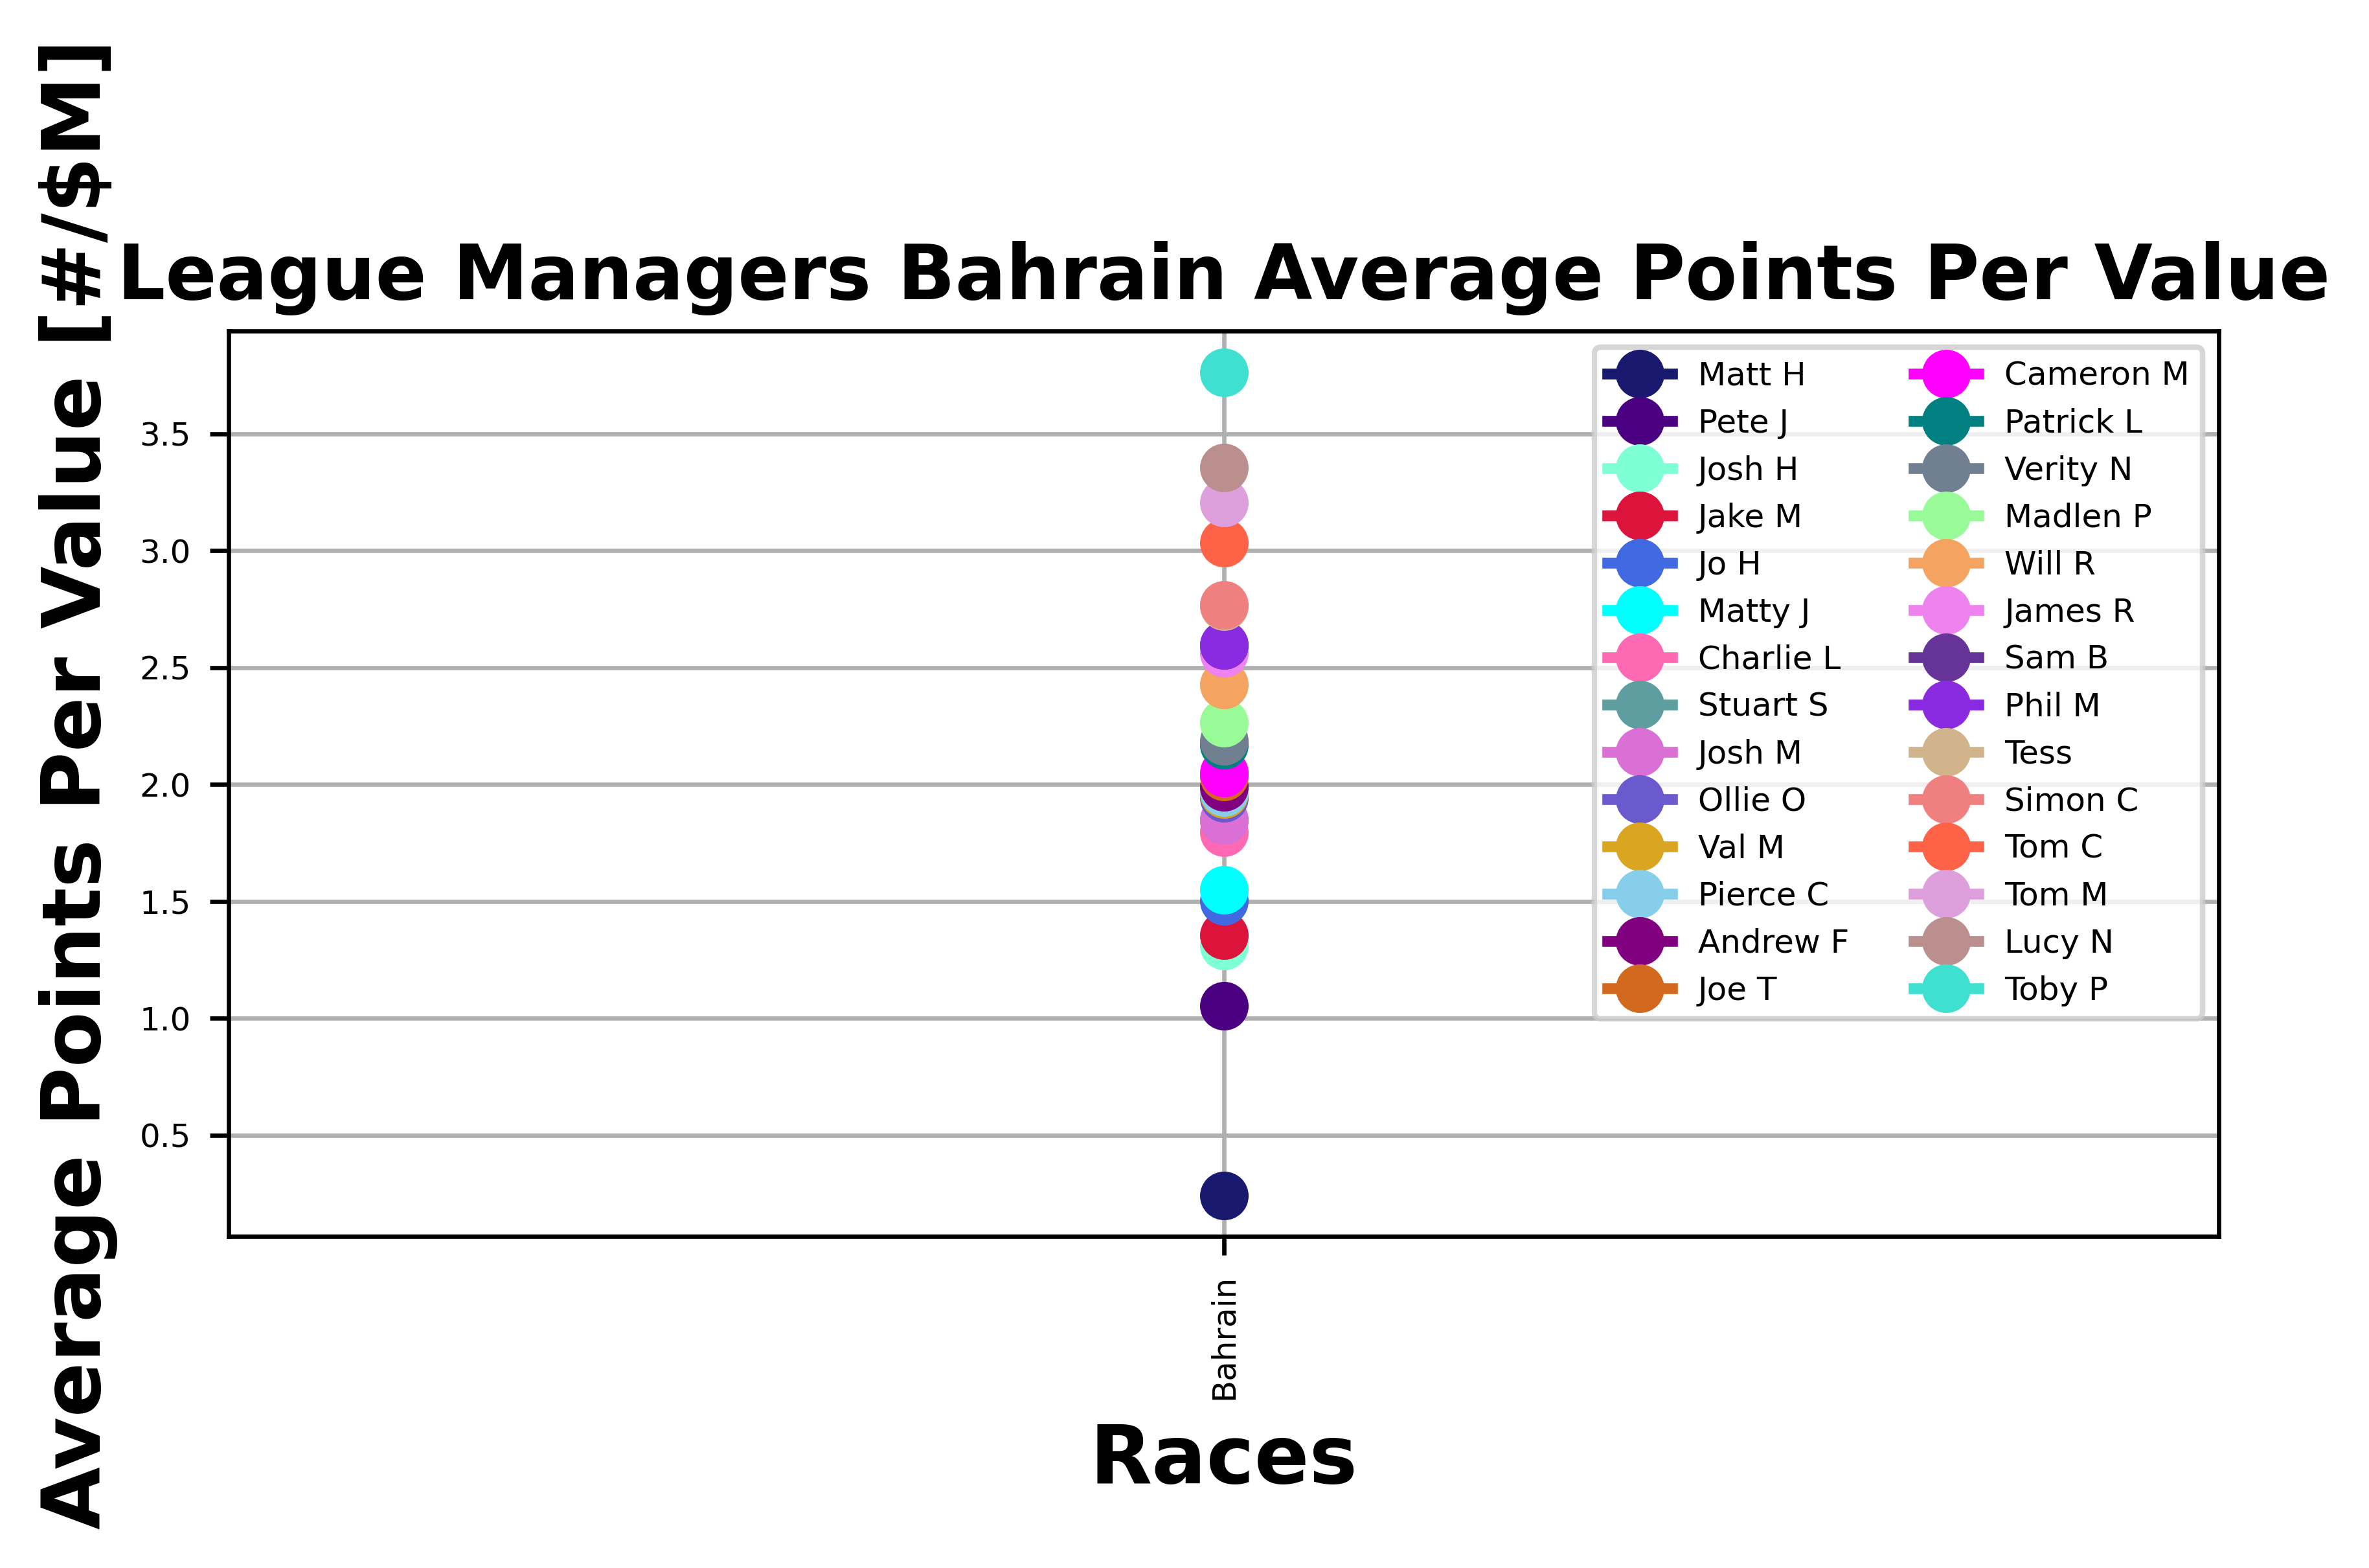 League Managers Bahrain Average Points Per Value
Average Points Per Value [#/$M]
3.5
3.0
2.5
2.0
1.5
1.0
0.5
Matt H
Pete J
Josh H
Jake M
Jo H
Matty J
Charlie L
Stuart S
Josh M
Ollie O
Val M
Pierce C
Andrew F
Joe T
Cameron M
Patrick L
Verity N
Madlen P
Will R
James R
Sam B
Phil M
Tess
Simon C
Tom C
Tom M
Lucy N
Toby P
Bahrain
Races